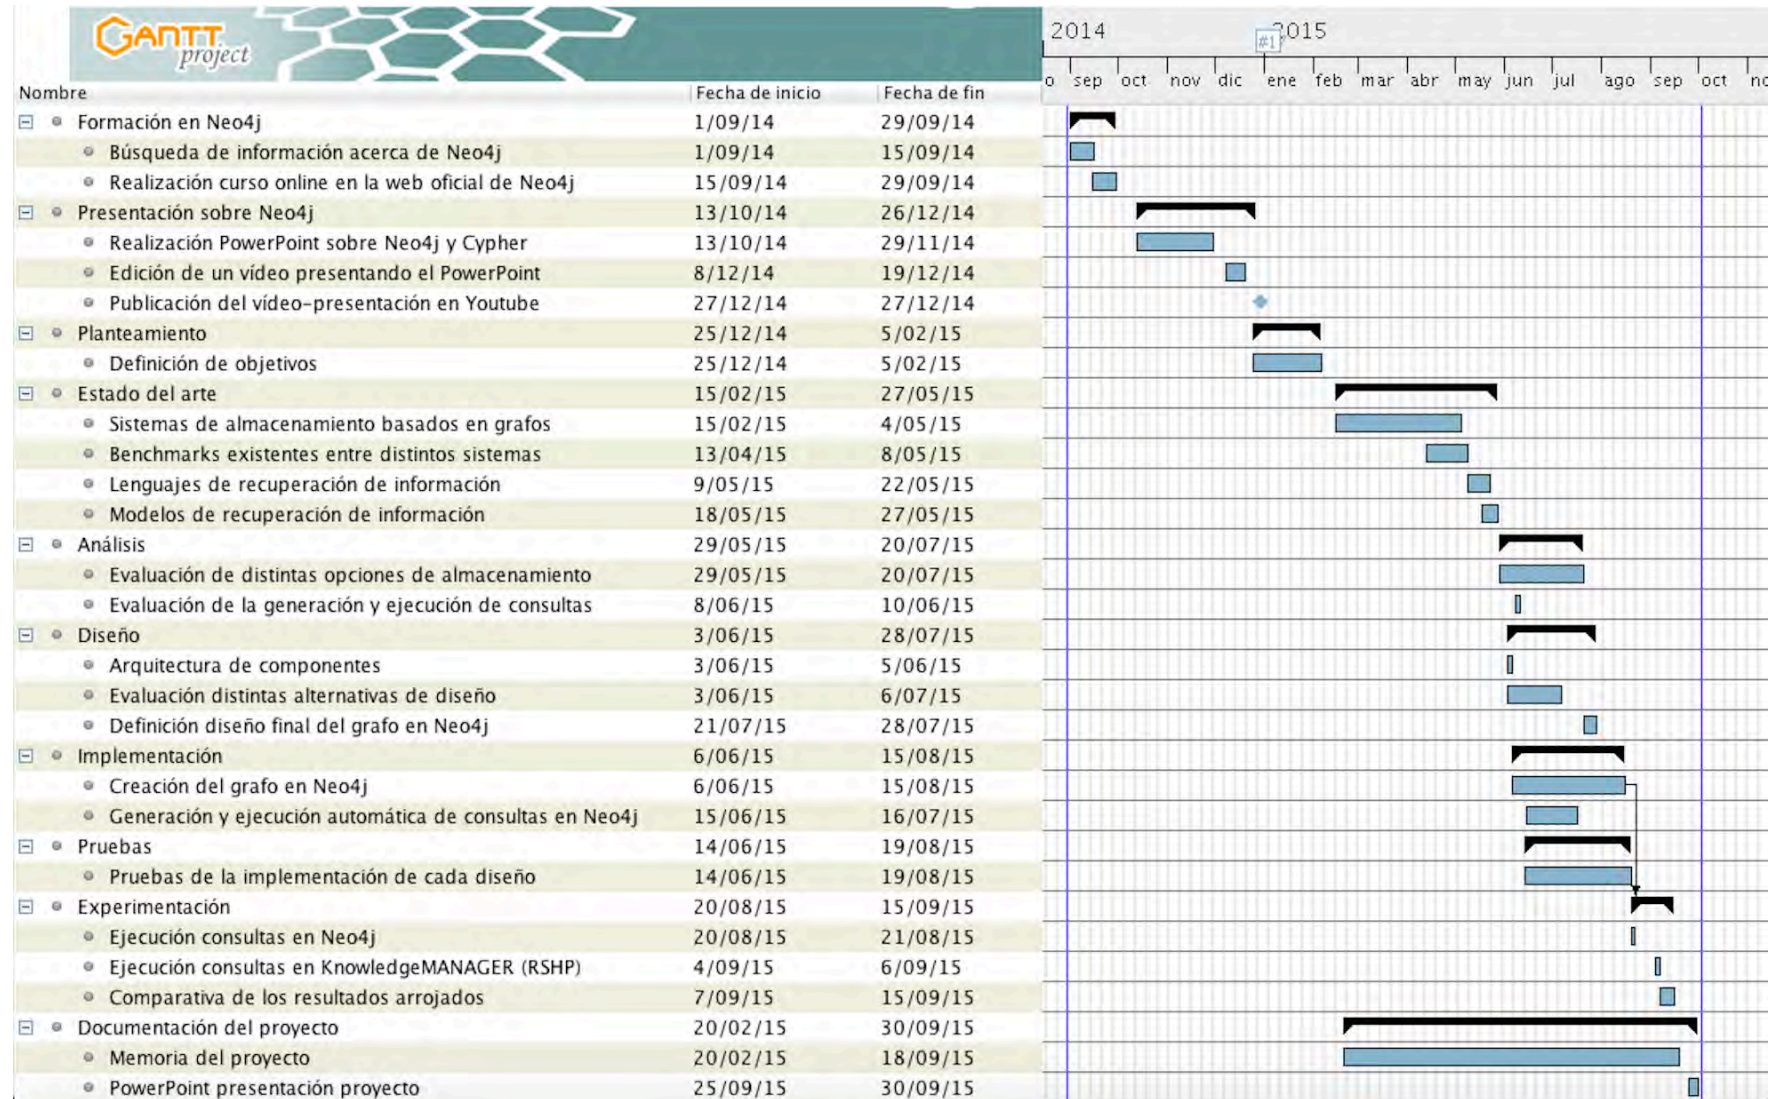 GANTT
project
2014
2015
#1
o sep oct nov dic ene feb mar abr may jun jul ago sep oct no
Nombre Fecha de inicio Fecha de fin
Formación en Neo4j 1/09/14 29/09/14
Búsqueda de información acerca de Neo4j 1/09/14 15/09/14
Realización curso online en la web oficial de Neo4j 15/09/14 29/09/14
Presentación sobre Neo4j 13/10/14 26/12/14
Realización PowerPoint sobre Neo4j y Cypher 13/10/14 29/11/14
Edición de un vídeo presentando el PowerPoint 8/12/14 19/12/14
Publicación del vídeo-presentación en Youtube 27/12/14 27/12/14
Planteamiento 25/12/14 5/02/15
Definición de objetivos 25/12/14 5/02/15
Estado del arte 15/02/15 27/05/15
Sistemas de almacenamiento basados en grafos 15/02/15 4/05/15
Benchmarks existentes entre distintos sistemas 13/04/15 8/05/15
Lenguajes de recuperación de información 9/05/15 22/05/15
Modelos de recuperación de información 18/05/15 27/05/15
Análisis 29/05/15 20/07/15
Evaluación de distintas opciones de almacenamiento 29/05/15 20/07/15
Evaluación de la generación y ejecución de consultas 8/06/15 10/06/15
Diseño 3/06/15 28/07/15
Arquitectura de componentes 3/06/15 5/06/15
Evaluación distintas alternativas de diseño 3/06/15 6/07/15
Definición diseño final del grafo en Neo4j 21/07/15 28/07/15
Implementación 6/06/15 15/08/15
Creación del grafo en Neo4j 6/06/15 15/08/15
Generación y ejecución automática de consultas en Neo4j 15/06/15 16/07/15
Pruebas 14/06/15 19/08/15
Pruebas de la implementación de cada diseño 14/06/15 19/08/15
Experimentación 20/08/15 15/09/15
Ejecución consultas en Neo4j 20/08/15 21/08/15
Ejecución consultas en KnowledgeMANAGER (RSHP) 4/09/15 6/09/15
Comparativa de los resultados arrojados 7/09/15 15/09/15
Documentación del proyecto 20/02/15 30/09/15
Memoria del proyecto 20/02/15 18/09/15
PowerPoint presentación proyecto 25/09/15 30/09/15